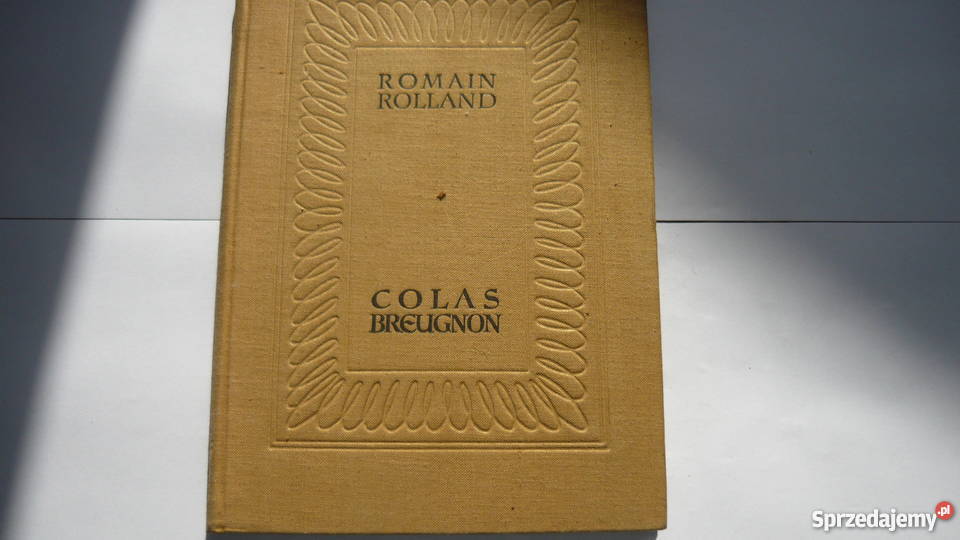 ROMAIN
ROLLAND
COLAS
BREUGNON
Sprzedajemy.pl